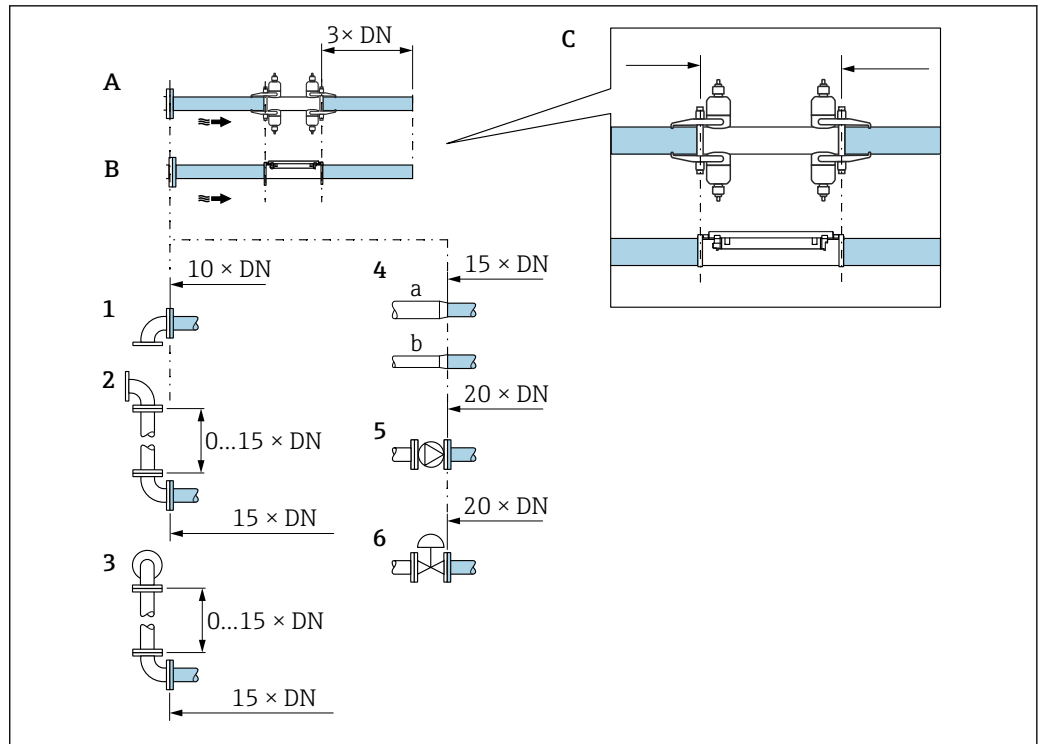 3× DN
C
A
B
10 × DN
4
15 × DN
a
1
b
2
20 × DN
5
0...15 × DN
20 × DN
15 × DN
6
3
0...15 × DN
15 × DN